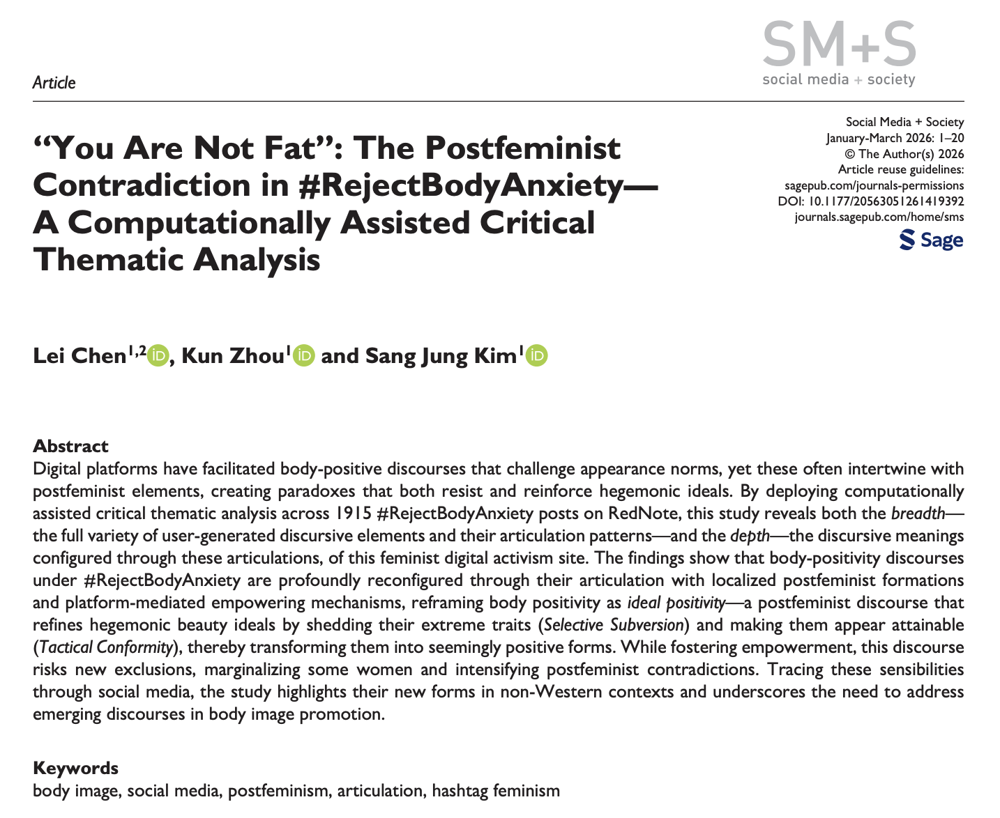 SM+S
social media + society
Article
Social Media + Society
January-March 2026: 1–20
© The Author(s) 2026
Article reuse guidelines:
sagepub.com/journals-permissions
DOI: 10.1177/20563051261419392
journals.sagepub.com/home/sms
Sage
“You Are Not Fat”: The Postfeminist
Contradiction in #RejectBodyAnxiety—
A Computationally Assisted Critical
Thematic Analysis
Lei Chen1,2 iD, Kun Zhou1 iD and Sang Jung Kim1 iD
Abstract
Digital platforms have facilitated body-positive discourses that challenge appearance norms, yet these often intertwine with
postfeminist elements, creating paradoxes that both resist and reinforce hegemonic ideals. By deploying computationally
assisted critical thematic analysis across 1915 #RejectBodyAnxiety posts on RedNote, this study reveals both the breadth—
the full variety of user-generated discursive elements and their articulation patterns—and the depth—the discursive meanings
configured through these articulations, of this feminist digital activism site. The findings show that body-positivity discourses
under #RejectBodyAnxiety are profoundly reconfigured through their articulation with localized postfeminist formations
and platform-mediated empowering mechanisms, reframing body positivity as ideal positivity—a postfeminist discourse that
refines hegemonic beauty ideals by shedding their extreme traits (Selective Subversion) and making them appear attainable
(Tactical Conformity), thereby transforming them into seemingly positive forms. While fostering empowerment, this discourse
risks new exclusions, marginalizing some women and intensifying postfeminist contradictions. Tracing these sensibilities
through social media, the study highlights their new forms in non-Western contexts and underscores the need to address
emerging discourses in body image promotion.
Keywords
body image, social media, postfeminism, articulation, hashtag feminism